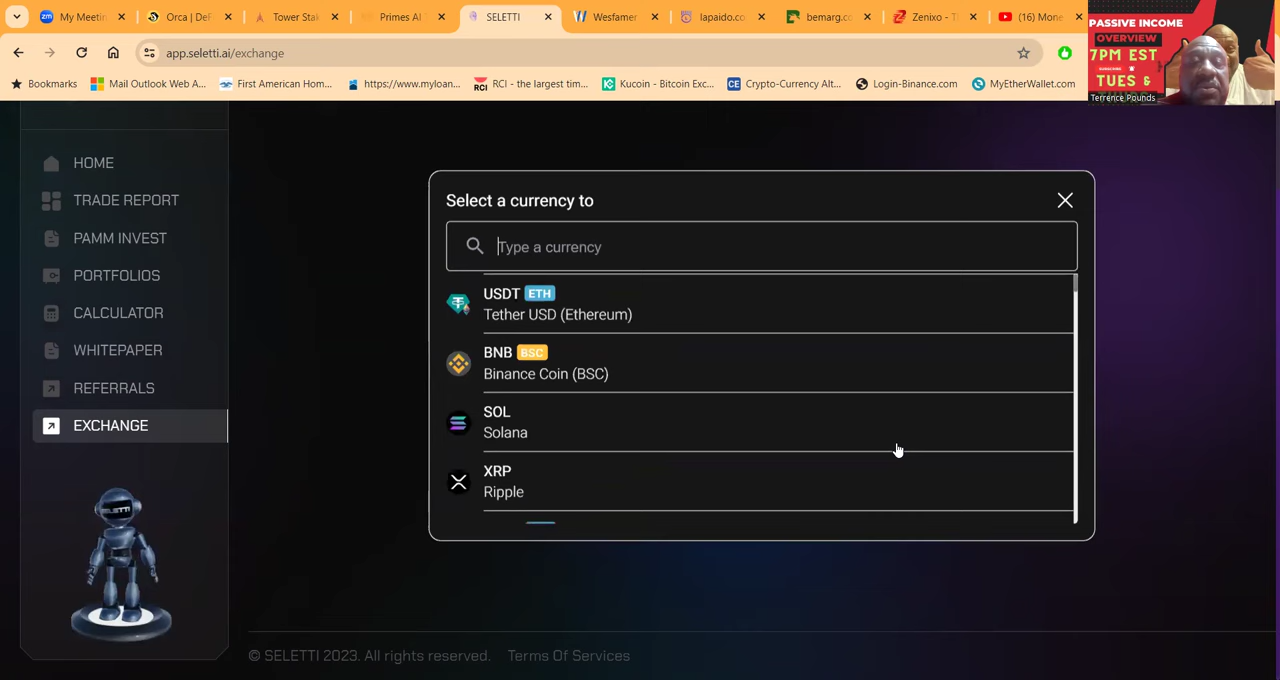 My Meetin
Orca | DeF
Tower Stak
Primes AI
SELETTI
Wesfamer
lapaido.co
bemarg.c
Zenixo - T
(16) Mone
app.seletti.ai/exchange
Bookmarks
Mail Outlook Web A...
First American Hom...
https://www.myloan...
RCI - the largest tim...
Kucoin - Bitcoin Exc...
Crypto-Currency Alt...
Login-Binance.com
MyEtherWallet.com
PASSIVE INCOME
OVERVIEW
7PM EST
TUES &
Terrence Pounds
HOME
TRADE REPORT
PAMM INVEST
PORTFOLIOS
CALCULATOR
WHITEPAPER
REFERRALS
EXCHANGE
SELETTI
Select a currency to
Type a currency
USDT ETH
Tether USD (Ethereum)
BNB BSC
Binance Coin (BSC)
SOL
Solana
XRP
Ripple
© SELETTI 2023. All rights reserved. Terms Of Services